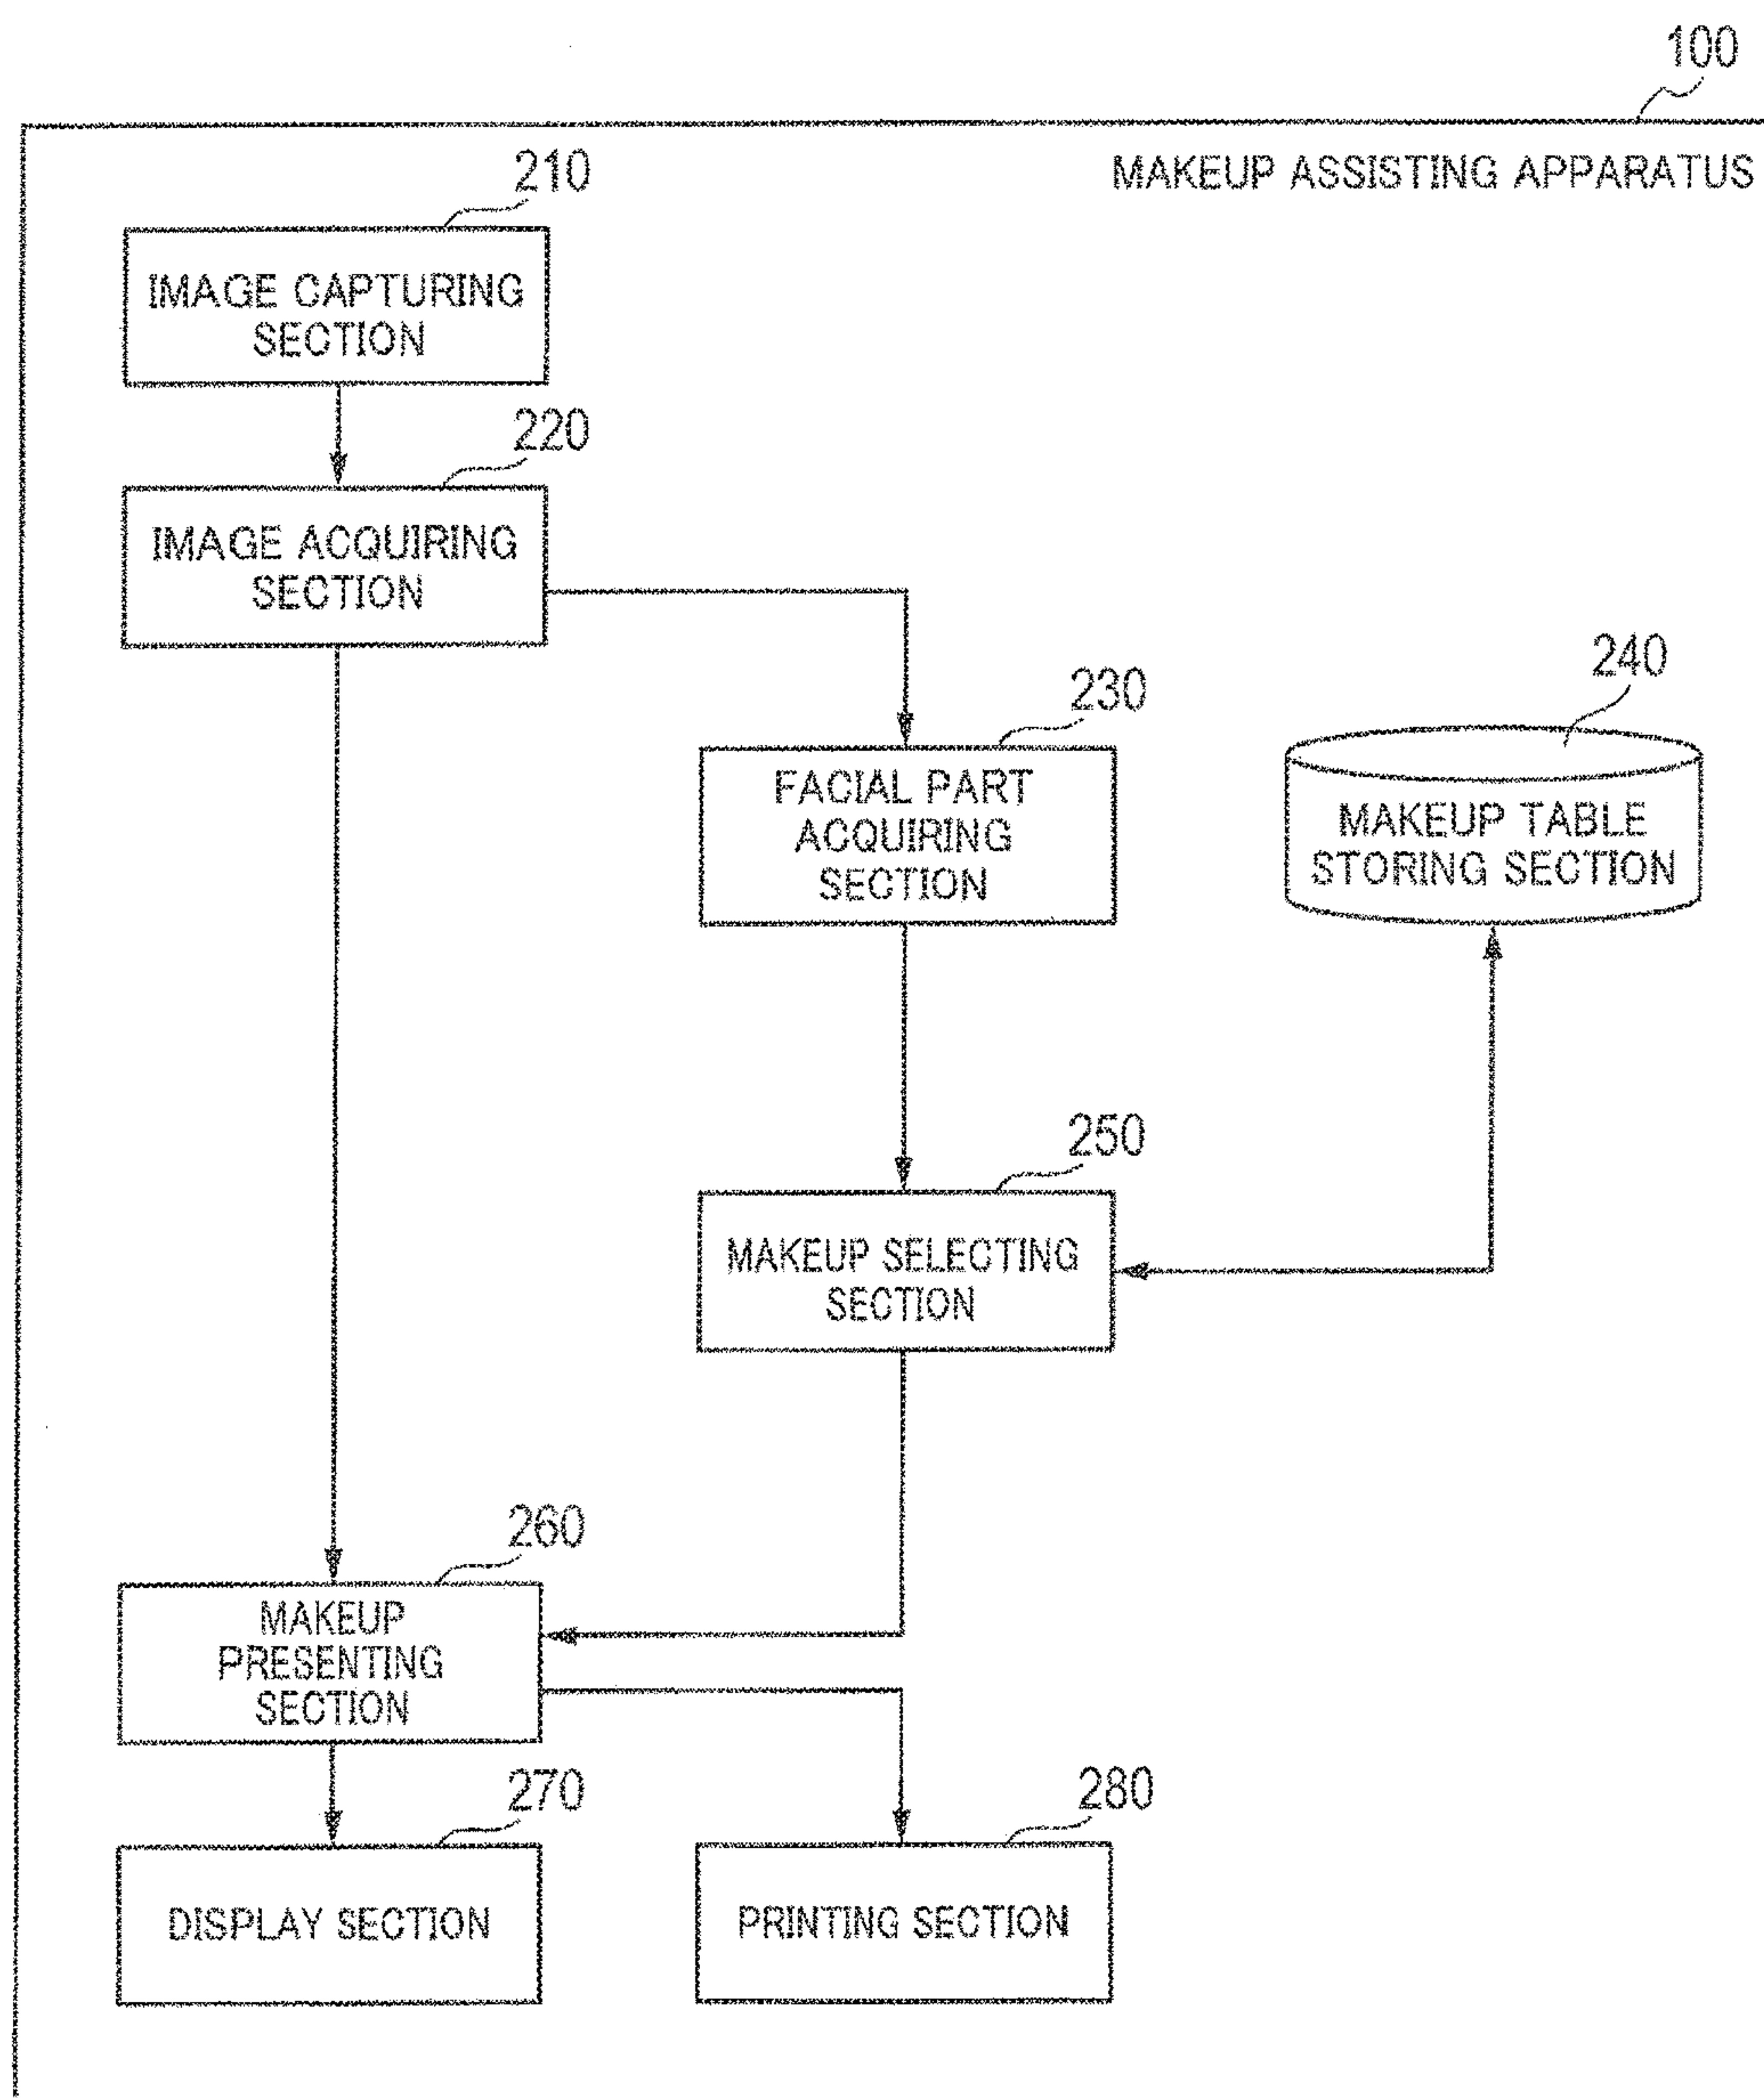 100
MAKEUP ASSISTING APPARATUS
210
IMAGE CAPTURING
SECTION
220
IMAGE ACQUIRING
SECTION
230
FACIAL PART
ACQUIRING
SECTION
240
MAKEUP TABLE
STORING SECTION
250
MAKEUP SELECTING
SECTION
260
MAKEUP
PRESENTING
SECTION
270
DISPLAY SECTION
280
PRINTING SECTION